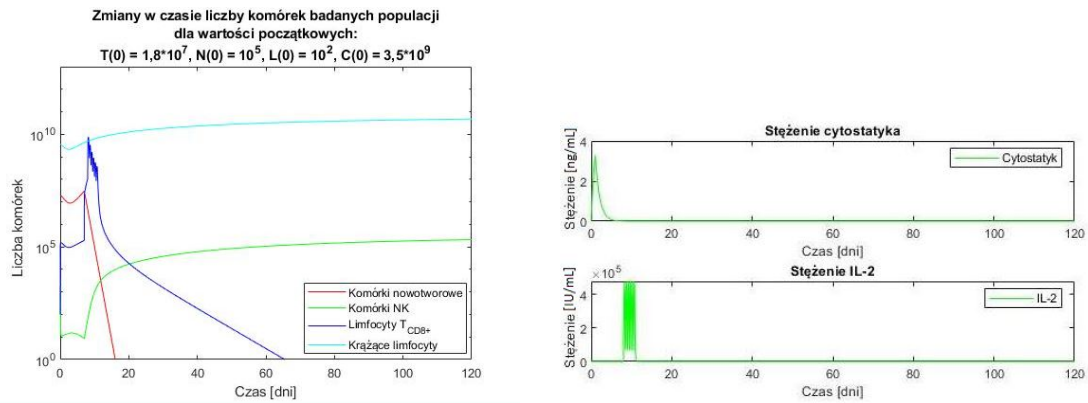 Zmiany w czasie liczby komórek badanych populacji
dla wartości początkowych:
T(0) = 1,8*10^7, N(0) = 10^5, L(0) = 10^2, C(0) = 3,5*10^9
10^10
10^5
10^0
Liczba komórek
Komórki nowotworowe
Komórki NK
Limfocyty T_CD8+
Krążące limfocyty
0 20 40 60 80 100 120
Czas [dni]
Stężenie cytostatyka
Stężenie [ng/mL]
4
2
0
Cytostatyk
0 20 40 60 80 100 120
Czas [dni]
Stężenie IL-2
×10^5
Stężenie [IU/mL]
4
2
0
IL-2
0 20 40 60 80 100 120
Czas [dni]